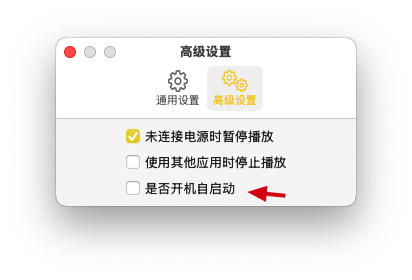 高级设置
通用设置
高级设置
未连接电源时暂停播放
使用其他应用时停止播放
是否开机自启动